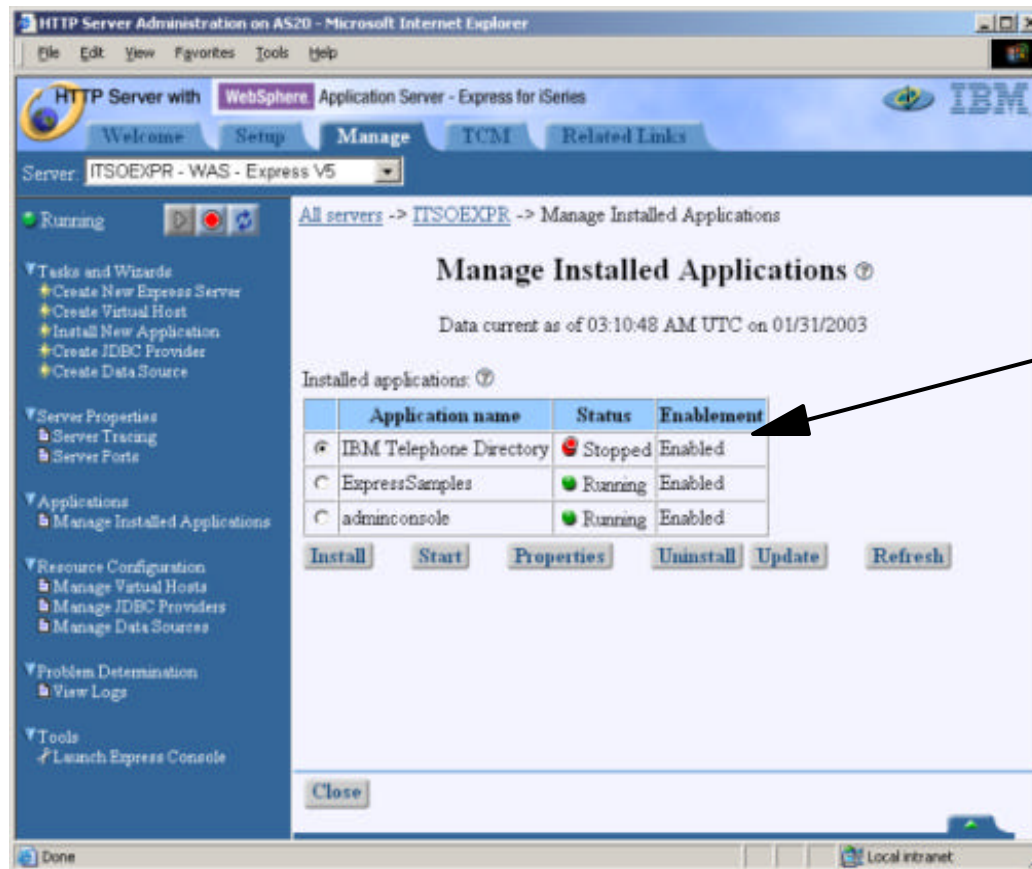 HTTP Server Administration on AS20 - Microsoft Internet Explorer
File Edit View Favorites Tools Help
HTTP Server with WebSphere Application Server - Express for iSeries
IBM
Welcome Setup Manage TCM Related Links
Server: ITSOEXPR - WAS - Express V5
Running
All servers -> ITSOEXPR -> Manage Installed Applications
Tasks and Wizards
Create New Express Server
Create Virtual Host
Install New Application
Create JDBC Provider
Create Data Source
Server Properties
Server Tracing
Server Ports
Applications
Manage Installed Applications
Resource Configuration
Manage Virtual Hosts
Manage JDBC Providers
Manage Data Sources
Problem Determination
View Logs
Tools
Launch Express Console
Manage Installed Applications
Data current as of 03:10:48 AM UTC on 01/31/2003
Installed applications:
Application name Status Enablement
IBM Telephone Directory Stopped Enabled
ExpressSamples Running Enabled
adminconsole Running Enabled
Install Start Properties Uninstall Update Refresh
Close
Done Local intranet